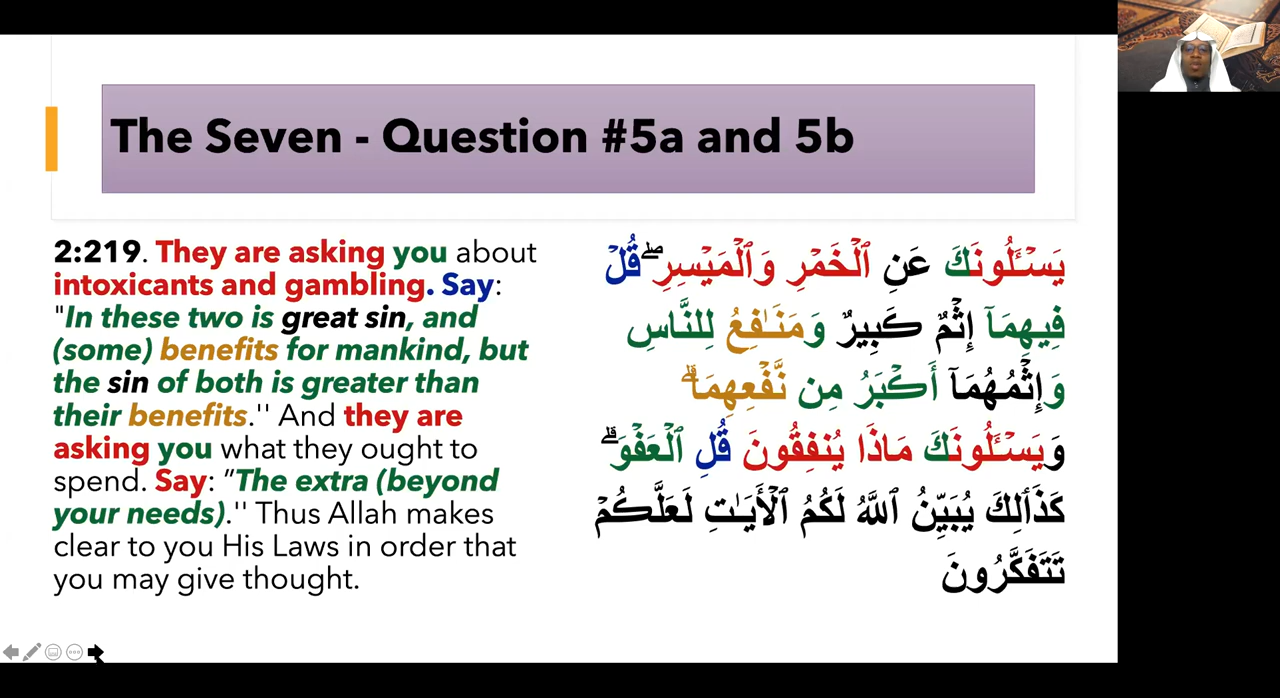 The Seven - Question #5a and 5b
2:219. They are asking you about
intoxicants and gambling. Say:
"In these two is great sin, and
(some) benefits for mankind, but
the sin of both is greater than
their benefits.'' And they are
asking you what they ought to
spend. Say: "The extra (beyond
your needs).'' Thus Allah makes
clear to you His Laws in order that
you may give thought.
يَسْـَٔلُونَكَ عَنِ ٱلْخَمْرِ وَٱلْمَيْسِرِۖ قُلْ
فِيهِمَآ إِثْمٌ كَبِيرٌ وَمَنَـٰفِعُ لِلنَّاسِ
وَإِثْمُهُمَآ أَكْبَرُ مِن نَّفْعِهِمَاۗ
وَيَسْـَٔلُونَكَ مَاذَا يُنفِقُونَ قُلِ ٱلْعَفْوَۗ
كَذَٲلِكَ يُبَيِّنُ ٱللَّهُ لَكُمُ ٱلْأَيَـٰتِ لَعَلَّكُمْ
تَتَفَكَّرُونَ